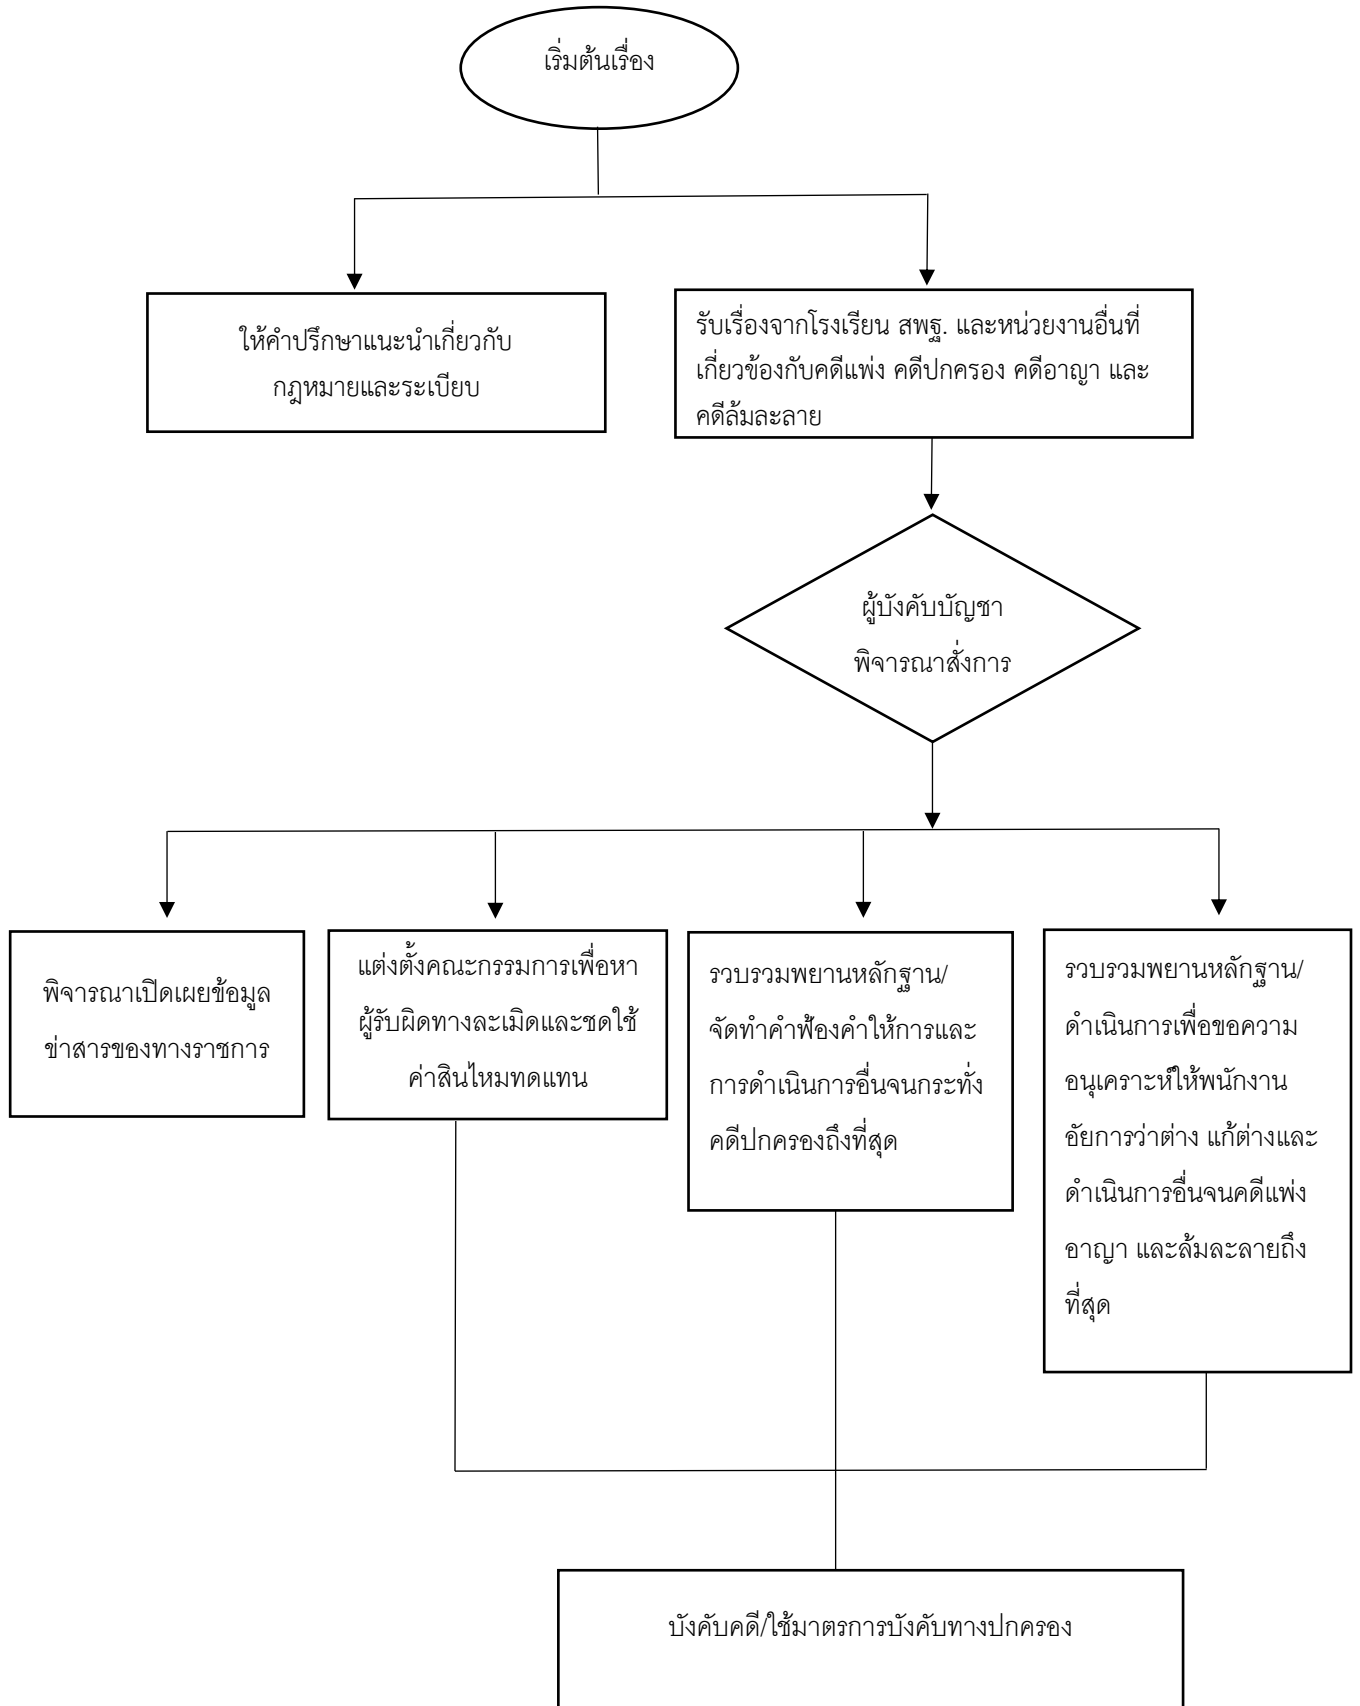 เริ่มต้นเรื่อง
ให้คำปรึกษาแนะนำเกี่ยวกับ
กฎหมายและระเบียบ
รับเรื่องจากโรงเรียน สพฐ. และหน่วยงานอื่นที่
เกี่ยวข้องกับคดีแพ่ง คดีปกครอง คดีอาญา และ
คดีล้มละลาย
ผู้บังคับบัญชา
พิจารณาสั่งการ
พิจารณาเปิดเผยข้อมูล
ข่าสารของทางราชการ
แต่งตั้งคณะกรรมการเพื่อหา
ผู้รับผิดทางละเมิดและชดใช้
ค่าสินไหมทดแทน
รวบรวมพยานหลักฐาน/
จัดทำคำฟ้องคำให้การและ
การดำเนินการอื่นจนกระทั่ง
คดีปกครองถึงที่สุด
รวบรวมพยานหลักฐาน/
ดำเนินการเพื่อขอความ
อนุเคราะห์ให้พนักงาน
อัยการว่าต่าง แก้ต่างและ
ดำเนินการอื่นจนคดีแพ่ง
อาญา และล้มละลายถึง
ที่สุด
บังคับคดี/ใช้มาตรการบังคับทางปกครอง